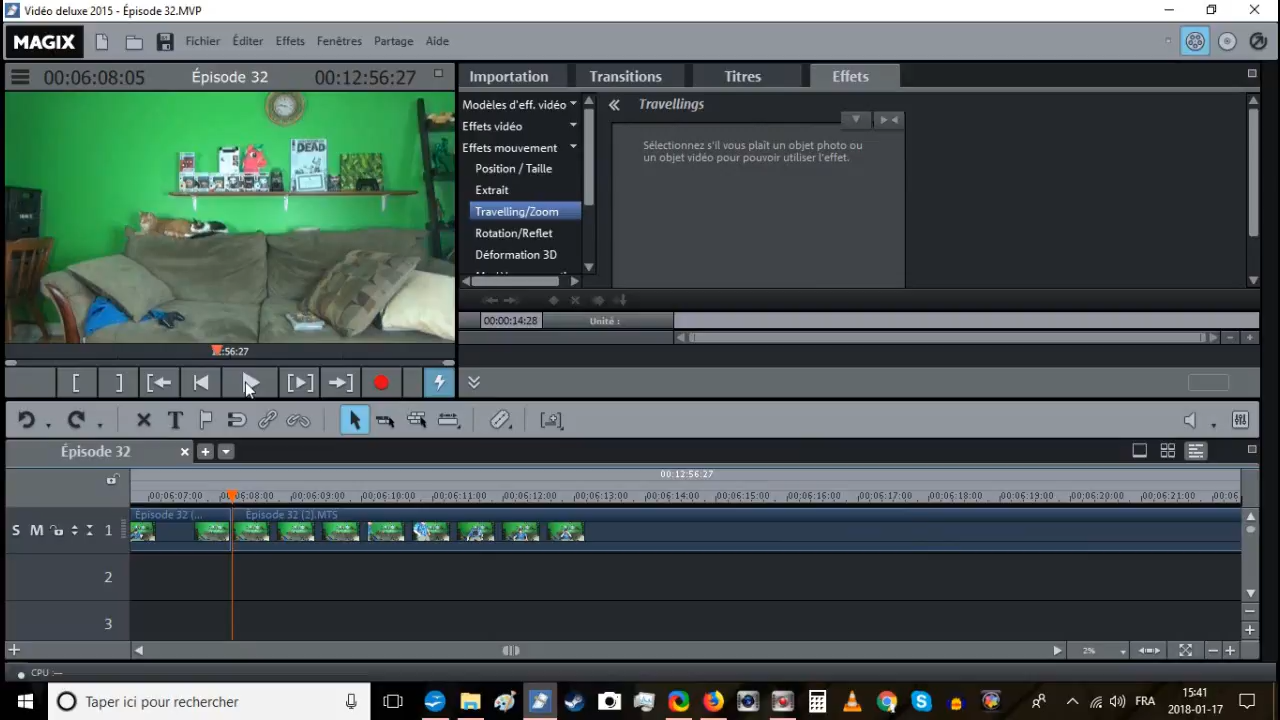 Vidéo deluxe 2015 - Épisode 32.MVP
MAGIX
Fichier Éditer Effets Fenêtres Partage Aide
00:06:08:05 Épisode 32 00:12:56:27
Importation Transitions Titres Effets
Modèles d'eff. vidéo
Effets vidéo
Effets mouvement
Position / Taille
Extrait
Travelling/Zoom
Rotation/Reflet
Déformation 3D
Travellings
Sélectionnez s'il vous plaît un objet photo ou
un objet vidéo pour pouvoir utiliser l'effet.
DEAD
:56:27
00:00:14:28 Unité :
Épisode 32
00:12:56:27
00:06:07:00 00:06:08:00 00:06:09:00 00:06:10:00 00:06:11:00 00:06:12:00 00:06:13:00 00:06:14:00 00:06:15:00 00:06:16:00 00:06:17:00 00:06:18:00 00:06:19:00 00:06:20:00 00:06:21:00 00:06
Épisode 32 (... Épisode 32 (2).MTS
S M 1
2
3
2%
CPU :--
Taper ici pour rechercher
FRA
15:41
2018-01-17